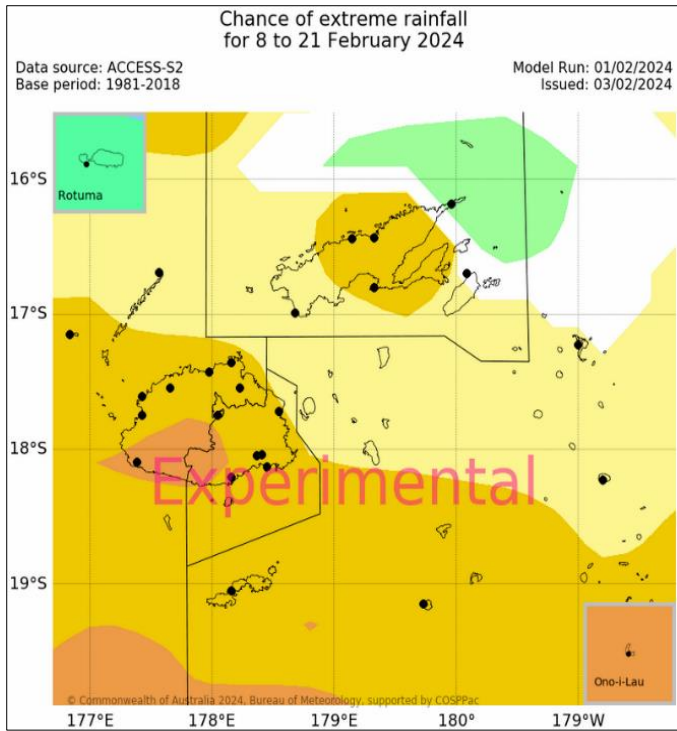 Chance of extreme rainfall
for 8 to 21 February 2024
Data source: ACCESS-S2
Base period: 1981-2018
Model Run: 01/02/2024
Issued: 03/02/2024
Rotuma
16°S
17°S
18°S
Experimental
19°S
Ono-i-Lau
© Commonwealth of Australia 2024, Bureau of Meteorology, supported by COSPPac
177°E
178°E
179°E
180°
179°W